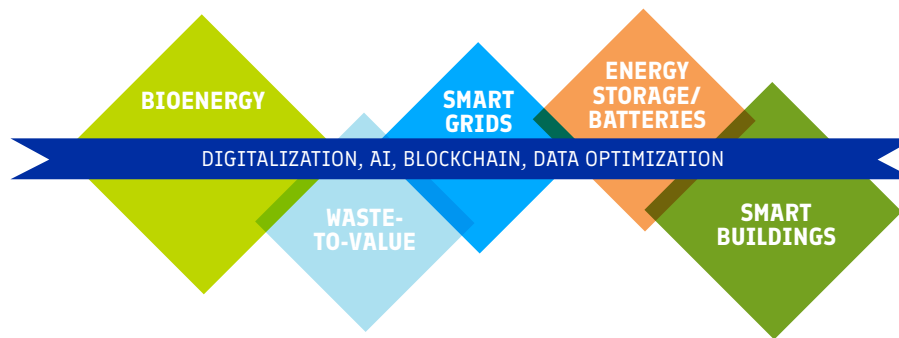 BIOENERGY
WASTE-
TO-VALUE
SMART
GRIDS
ENERGY
STORAGE/
BATTERIES
SMART
BUILDINGS
DIGITALIZATION, AI, BLOCKCHAIN, DATA OPTIMIZATION